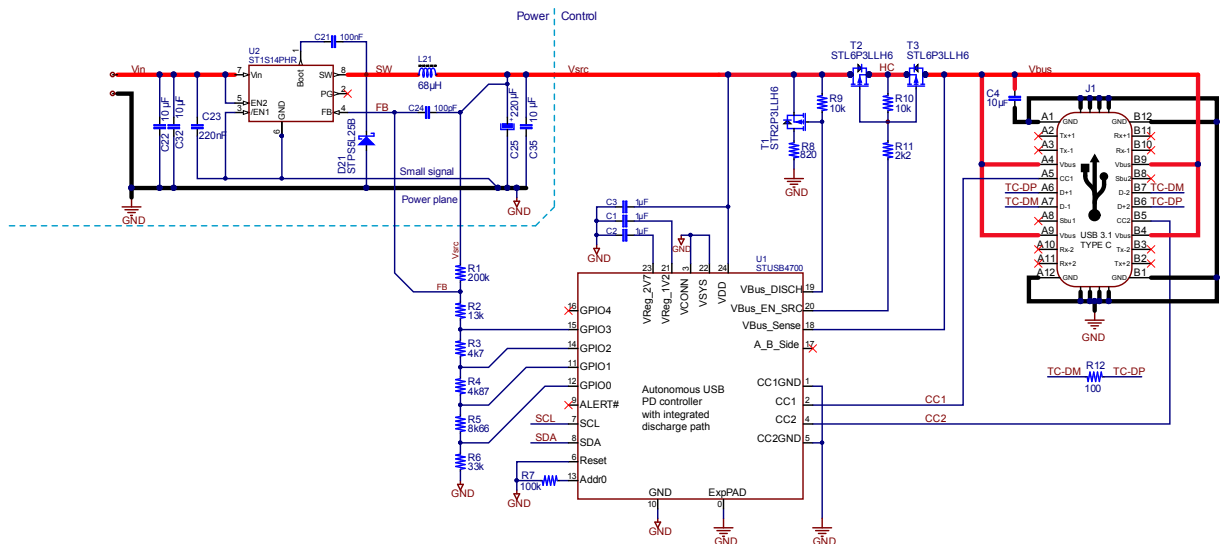 Power Control
C21 100nF
U2
ST1S14PHR
1
Boot
Vin
7 Vin
SW 8
SW
L21
68µH
Vsrc
PG 2
5 EN2
3 /EN1
GND
6
FB 4
FB
C24 100pF
C22 10µF
C32 10µF
C23
220nF
D21
STPS5L25B
220µF
C25
10µF
C35
Small signal
Power plane
GND
GND
T2
STL6P3LLH6
HC
T3
STL6P3LLH6
Vbus
R9
10k
R10
10k
T1
STR2P3LLH6
R8
820
R11
2k2
GND
C4
10µF
J1
A1 GND GND B12
A2 Tx+1 Rx+1 B11
A3 Tx-1 Rx-1 B10
A4 Vbus Vbus B9
A5 CC1 Sbu2 B8
TC-DP A6 D+1 D-2 B7 TC-DM
TC-DM A7 D-1 D+2 B6 TC-DP
A8 Sbu1 CC2 B5
A9 Vbus Vbus B4
A10 Rx-2 Tx-2 B3
A11 Rx+2 Tx+2 B2
A12 GND GND B1
USB 3.1
TYPE C
GND
TC-DM R12 TC-DP
100
C3 1µF
C1 1µF
C2 1µF
GND
GND
Vsrc
R1
200k
FB
R2
13k
R3
4k7
R4
4k87
R5
8k66
R6
33k
GND
U1
STUSB4700
23 VReg_2V7
21 VReg_1V2
3 VCONN
22 VSYS
24 VDD
16 GPIO4
15 GPIO3
14 GPIO2
11 GPIO1
12 GPIO0
9 ALERT#
SCL 7 SCL
SDA 8 SDA
6 Reset
R7
100k
13 Addr0
GND
VBus_DISCH 19
VBus_EN_SRC 20
VBus_Sense 18
A_B_Side 17
CC1GND 1
CC1 2
CC1
CC2 4
CC2
CC2GND 5
Autonomous USB
PD controller
with integrated
discharge path
GND ExpPAD
10 0
GND
GND
GND